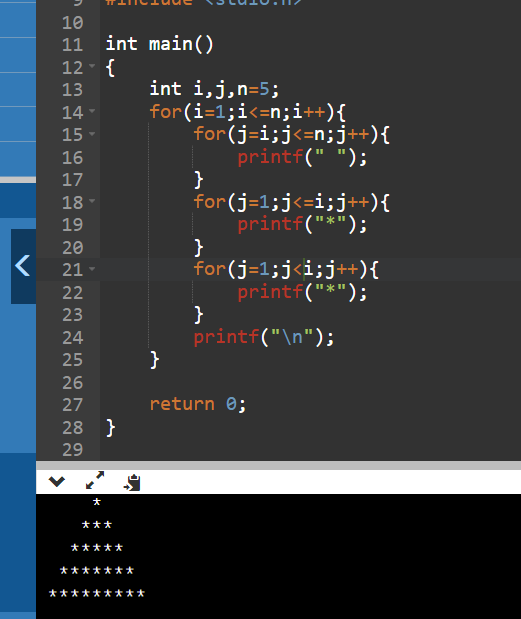 9 #include <stdio.h>
10
11 int main()
12 {
13     int i,j,n=5;
14     for(i=1;i<=n;i++){
15         for(j=i;j<=n;j++){
16             printf(" ");
17         }
18         for(j=1;j<=i;j++){
19             printf("*");
20         }
21         for(j=1;j<i;j++){
22             printf("*");
23         }
24         printf("\n");
25     }
26
27     return 0;
28 }
29
     *
    ***
   *****
  *******
 *********